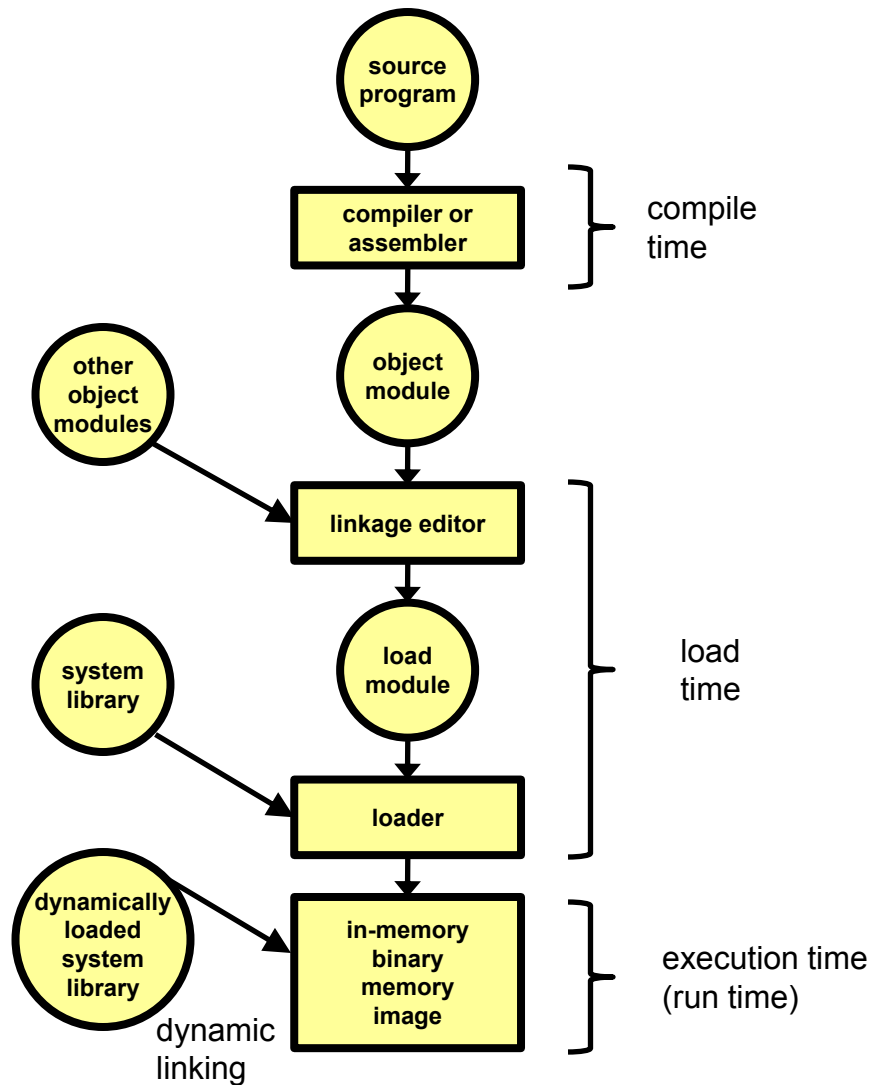 source
program
compiler or
assembler
compile
time
object
module
other
object
modules
linkage editor
load
module
system
library
load
time
loader
dynamically
loaded
system
library
in-memory
binary
memory
image
execution time
(run time)
dynamic
linking